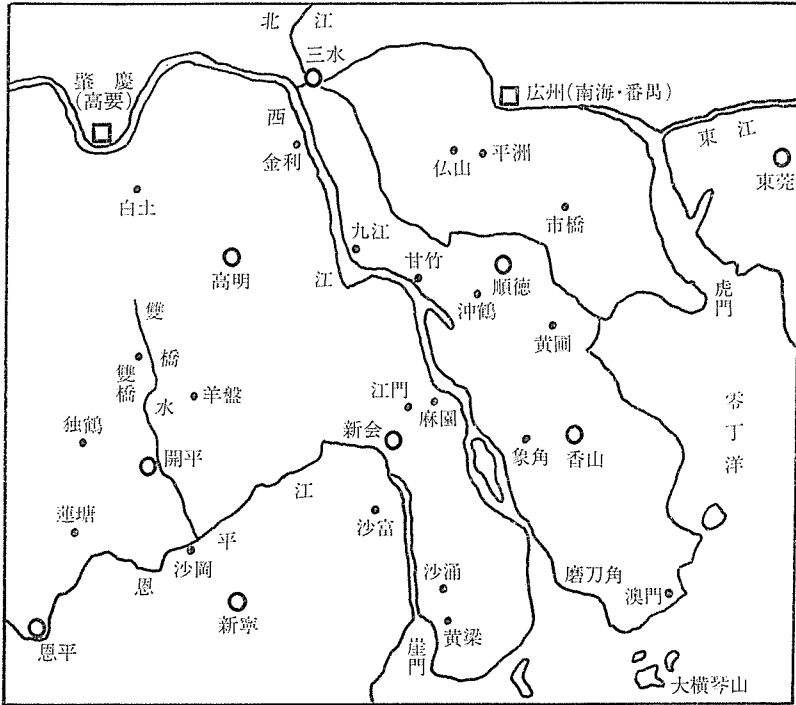 北江
三水
肇慶
(高要)
広州(南海・番禺)
西江
東江
金利
仏山
平洲
東莞
白土
市橋
九江
高明
甘竹
順徳
沖鶴
虎門
黄圃
雙橋水
雙橋
羊盤
江門
麻園
零丁洋
独鶴
新会
象角
香山
開平
蓮塘
恩平江
沙富
沙岡
沙涌
磨刀角
澳門
新寧
黄梁
恩平
崖門
大横琴山